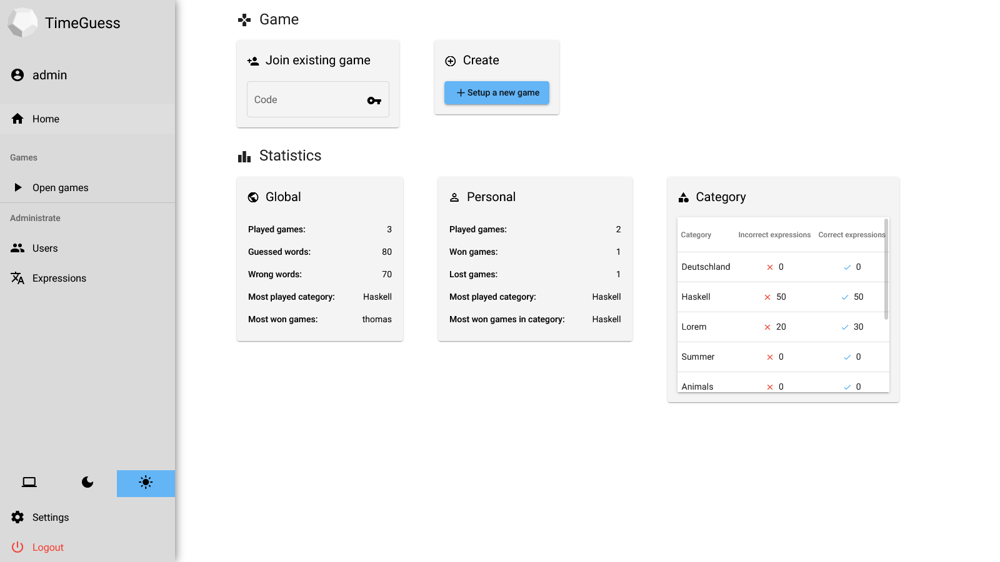 TimeGuess
admin
Home
Games
Open games
Administrate
Users
Expressions
Settings
Logout
Game
Join existing game
Code
Create
Setup a new game
Statistics
Global
Played games: 3
Guessed words: 80
Wrong words: 70
Most played category: Haskell
Most won games: thomas
Personal
Played games: 2
Won games: 1
Lost games: 1
Most played category: Haskell
Most won games in category: Haskell
Category
Category Incorrect expressions Correct expressions
Deutschland 0 0
Haskell 50 50
Lorem 20 30
Summer 0 0
Animals 0 0